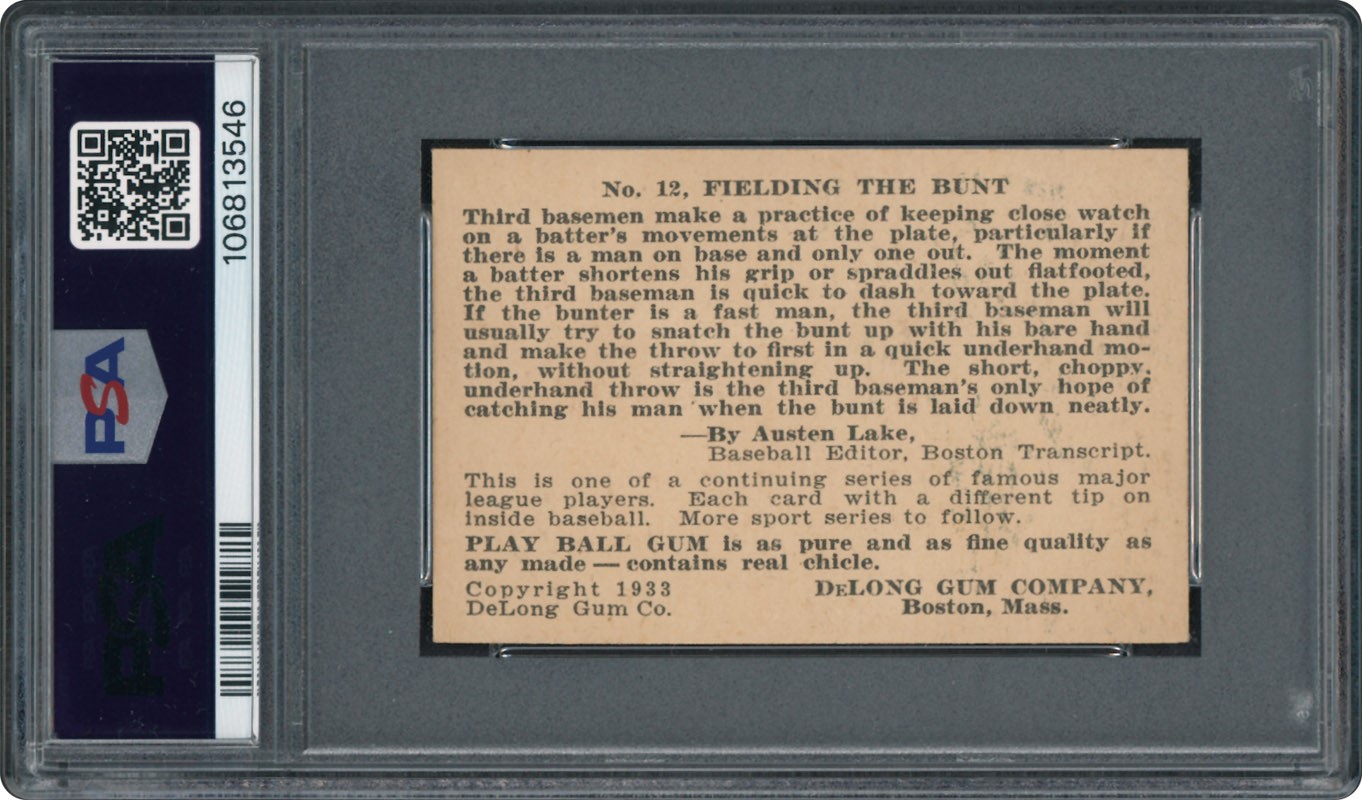 PSA
106813546
No. 12, FIELDING THE BUNT
Third basemen make a practice of keeping close watch
on a batter's movements at the plate, particularly if
there is a man on base and only one out. The moment
a batter shortens his grip or spraddles out flatfooted,
the third baseman is quick to dash toward the plate.
If the bunter is a fast man, the third baseman will
usually try to snatch the bunt up with his bare hand
and make the throw to first in a quick underhand mo-
tion, without straightening up. The short, choppy,
underhand throw is the third baseman's only hope of
catching his man when the bunt is laid down neatly.
—By Austen Lake,
Baseball Editor, Boston Transcript.
This is one of a continuing series of famous major
league players. Each card with a different tip on
inside baseball. More sport series to follow.
PLAY BALL GUM is as pure and as fine quality as
any made — contains real chicle.
Copyright 1933
DeLong Gum Co.
DeLONG GUM COMPANY,
Boston, Mass.
PSA